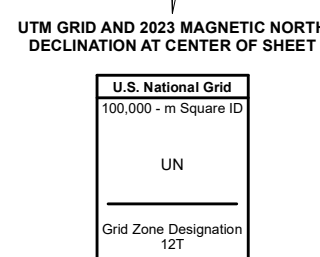 UTM GRID AND 2023 MAGNETIC NORTH
DECLINATION AT CENTER OF SHEET
U.S. National Grid
100,000 - m Square ID
UN
Grid Zone Designation
12T